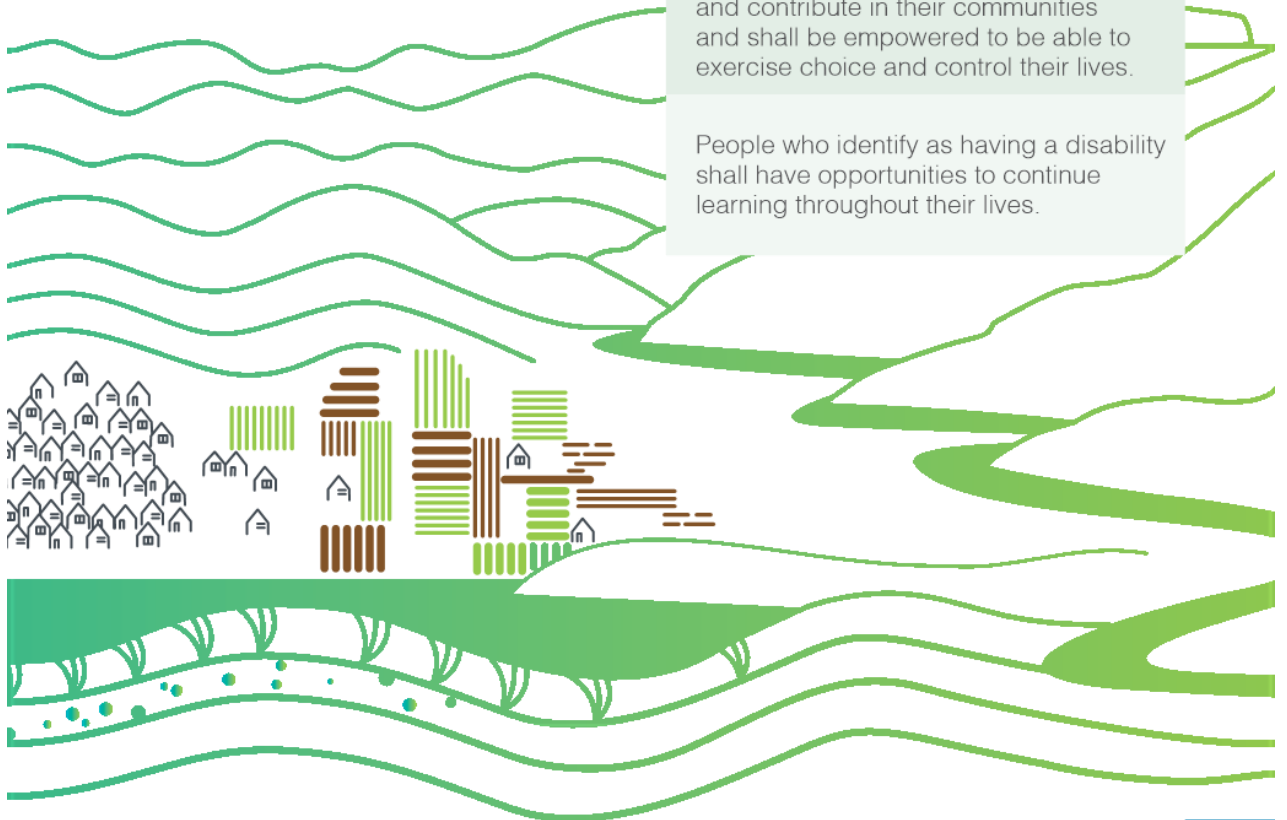 and contribute in their communities
and shall be empowered to be able to
exercise choice and control their lives.
People who identify as having a disability
shall have opportunities to continue
learning throughout their lives.